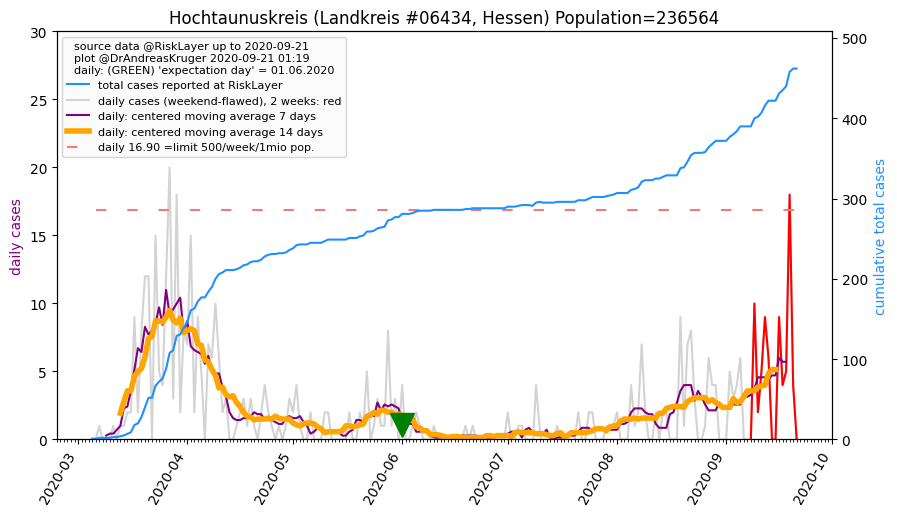 Hochtaunuskreis (Landkreis #06434, Hessen) Population=236564
source data @RiskLayer up to 2020-09-21
plot @DrAndreasKruger 2020-09-21 01:19
daily: (GREEN) 'expectation day' = 01.06.2020
total cases reported at RiskLayer
daily cases (weekend-flawed), 2 weeks: red
daily: centered moving average 7 days
daily: centered moving average 14 days
daily 16.90 =limit 500/week/1mio pop.
daily cases
30
25
20
15
10
5
0
cumulative total cases
500
400
300
200
100
0
2020-03
2020-04
2020-05
2020-06
2020-07
2020-08
2020-09
2020-10